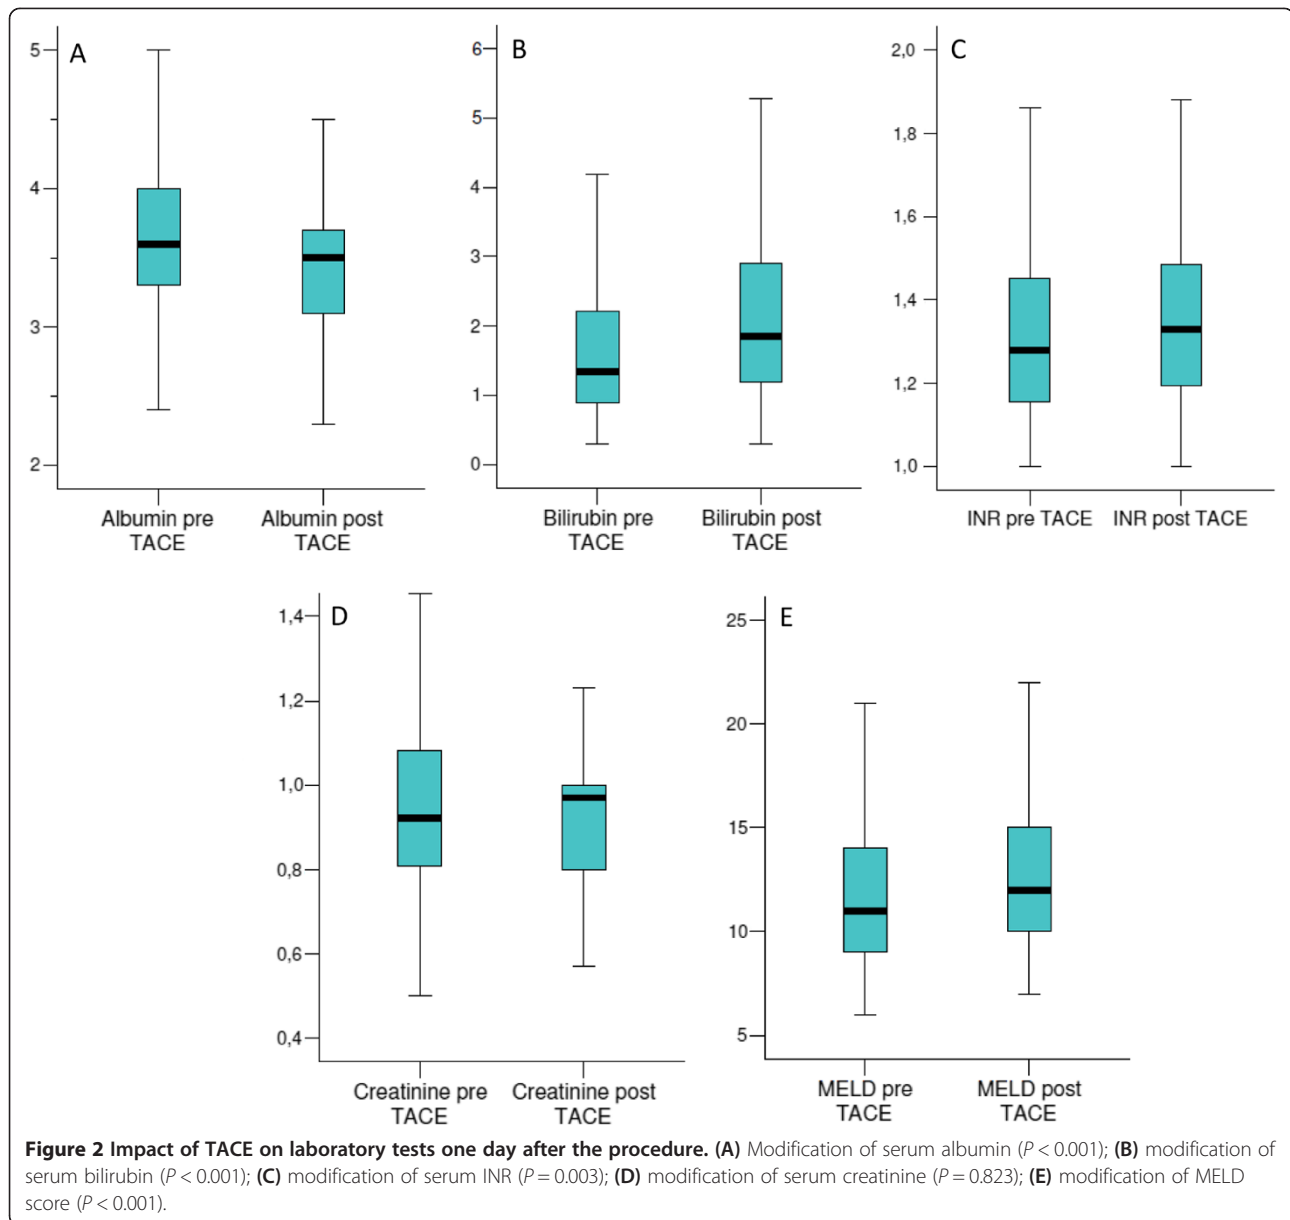 A
5
4
3
2
Albumin pre TACE
Albumin post TACE
B
6
5
4
3
2
1
0
Bilirubin pre TACE
Bilirubin post TACE
C
2,0
1,8
1,6
1,4
1,2
1,0
INR pre TACE
INR post TACE
D
1,4
1,2
1,0
0,8
0,6
0,4
Creatinine pre TACE
Creatinine post TACE
E
25
20
15
10
5
MELD pre TACE
MELD post TACE
Figure 2 Impact of TACE on laboratory tests one day after the procedure. (A) Modification of serum albumin (P < 0.001); (B) modification of
serum bilirubin (P < 0.001); (C) modification of serum INR (P = 0.003); (D) modification of serum creatinine (P = 0.823); (E) modification of MELD
score (P < 0.001).